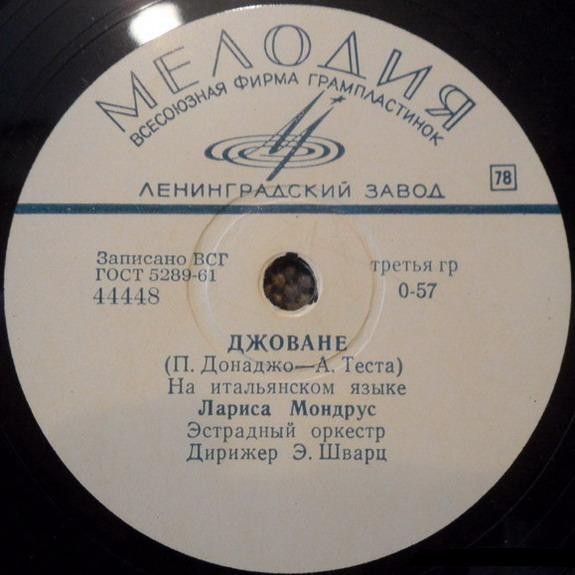 МЕЛОДИЯ
ВСЕСОЮЗНАЯ ФИРМА ГРАМПЛАСТИНОК
ЛЕНИНГРАДСКИЙ ЗАВОД
78
Записано ВСГ
ГОСТ 5289-61
44448
третья гр
0-57
ДЖОВАНЕ
(П. Донаджо—А. Теста)
На итальянском языке
Лариса Мондрус
Эстрадный оркестр
Дирижер Э. Шварц